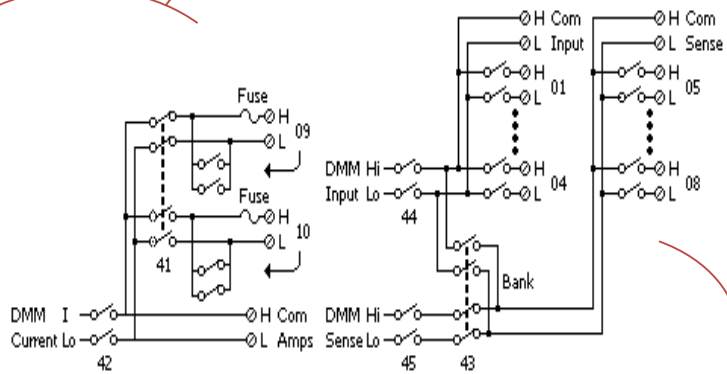 H Com
L Input
H
01
L
H
04
L
H Com
L Sense
H
05
L
H
08
L
Fuse
H
09
L
Fuse
H
10
L
41
DMM I
Current Lo
42
H Com
L Amps
DMM Hi
Input Lo
44
Bank
DMM Hi
Sense Lo
45
43